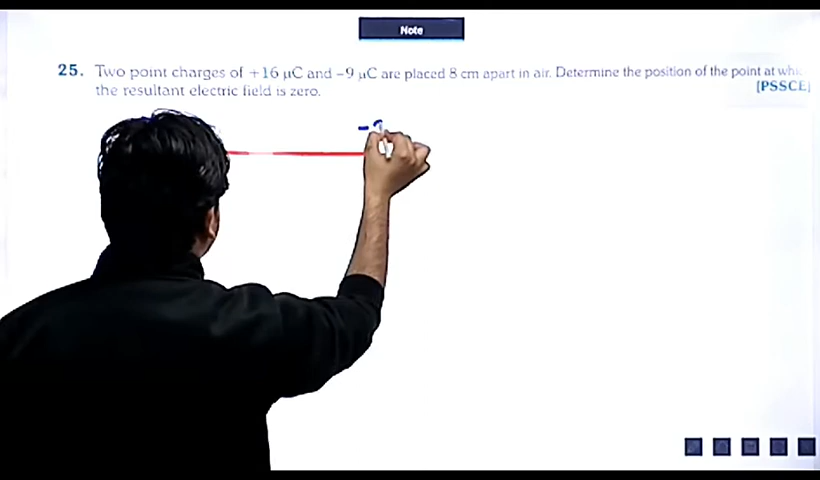 Note
25. Two point charges of +16 μC and –9 μC are placed 8 cm apart in air. Determine the position of the point at
the resultant electric field is zero.
[PSSCE]